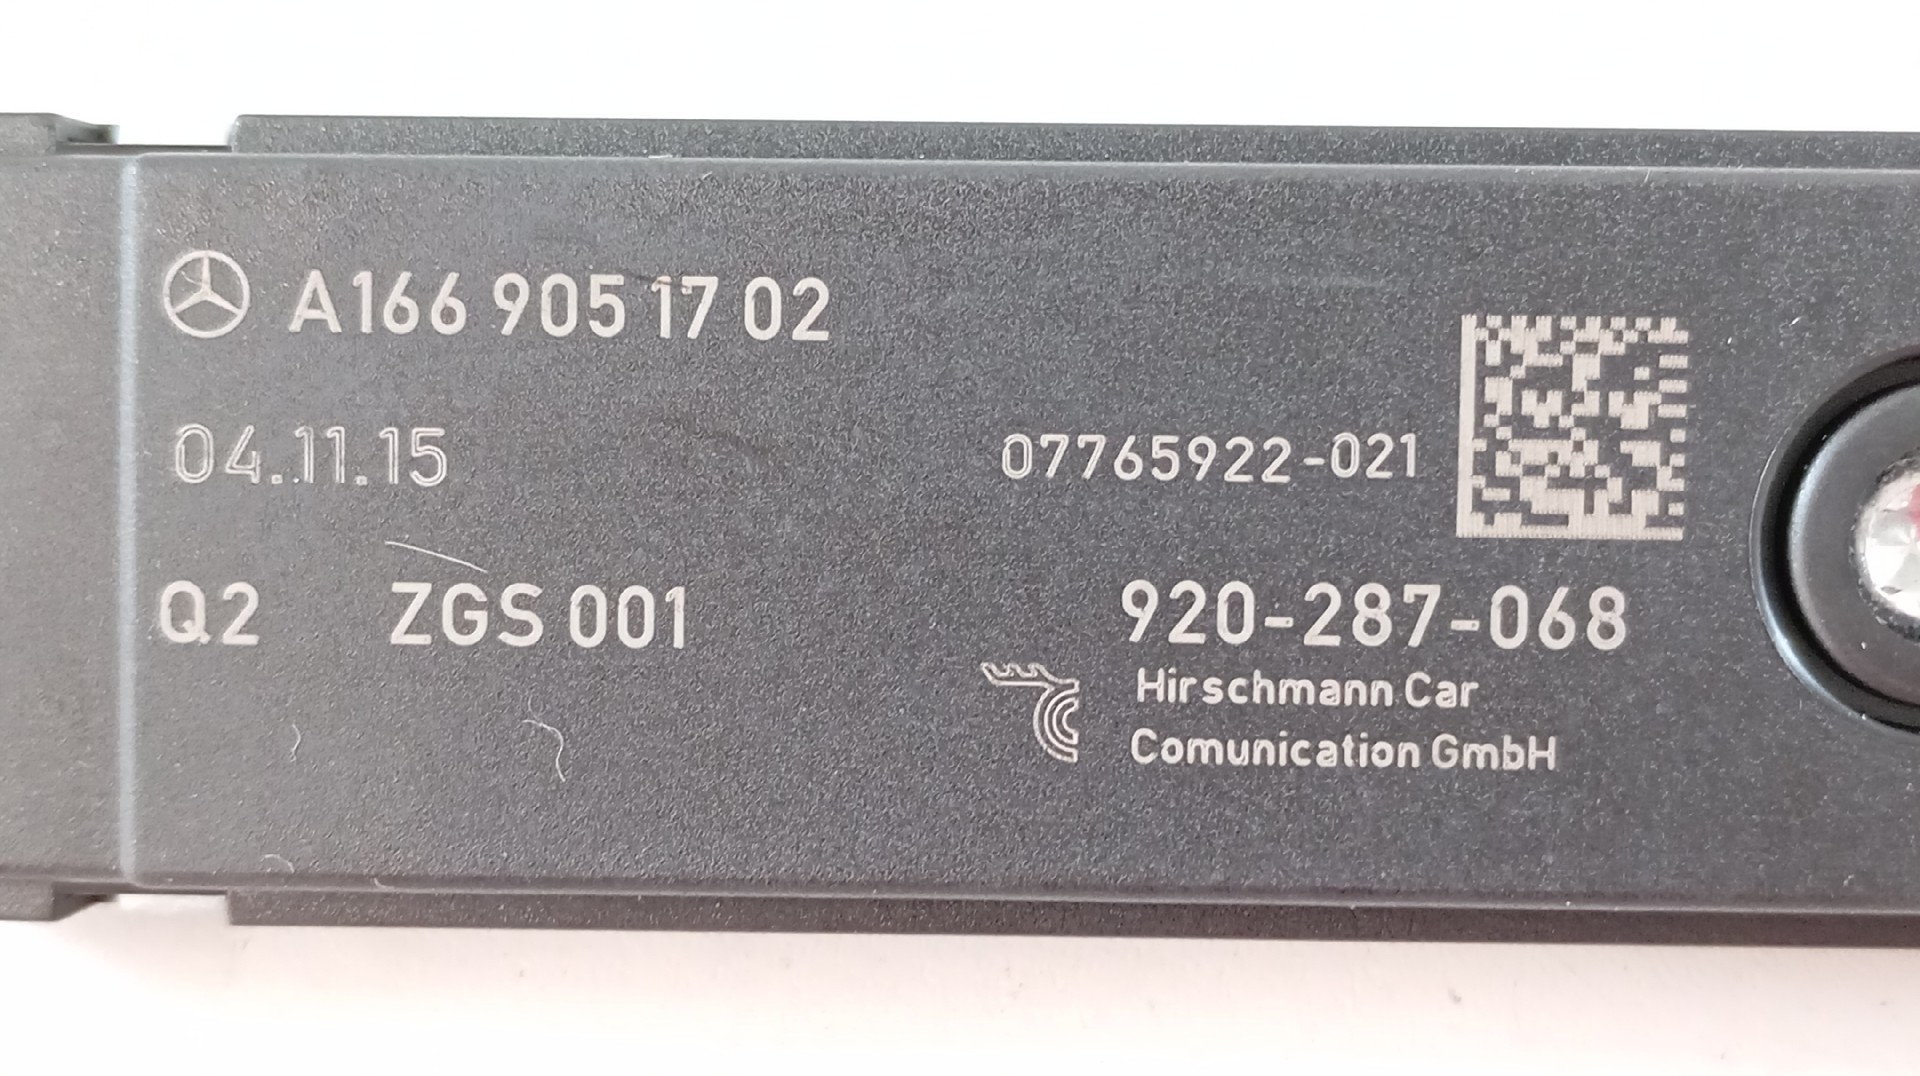 A166 905 17 02
04.11.15
07765922-021
Q2 ZGS 001
920-287-068
Hirschmann Car
Comunication GmbH